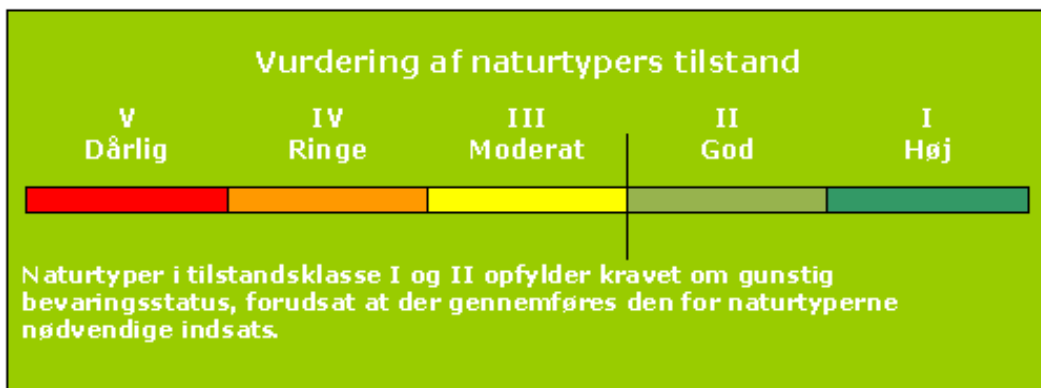 Vurdering af naturtypers tilstand
V IV III II I
Dårlig Ringe Moderat God Høj
Naturtyper i tilstandsklasse I og II opfylder kravet om gunstig
bevaringsstatus, forudsat at der gennemføres den for naturtyperne
nødvendige indsats.